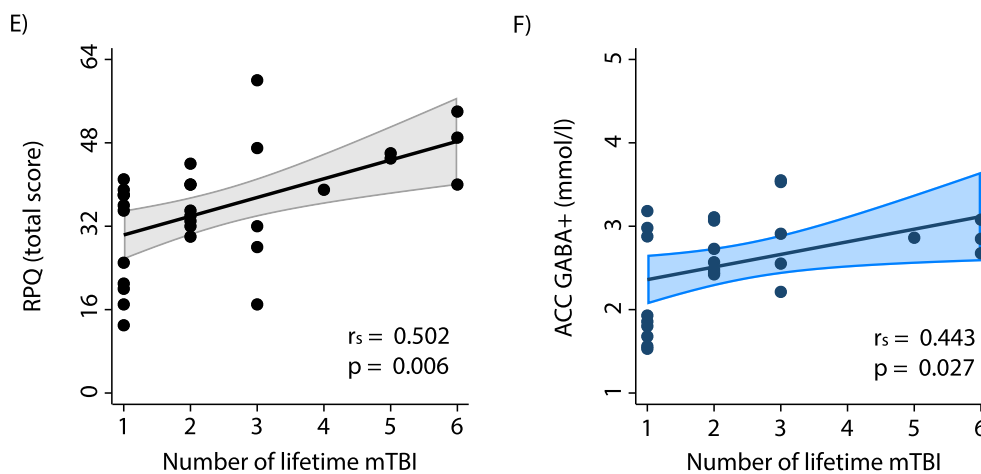 E)
RPQ (total score)
64
48
32
16
0
rs = 0.502
p = 0.006
1 2 3 4 5 6
Number of lifetime mTBI
F)
ACC GABA+ (mmol/l)
5
4
3
2
1
rs = 0.443
p = 0.027
1 2 3 4 5 6
Number of lifetime mTBI